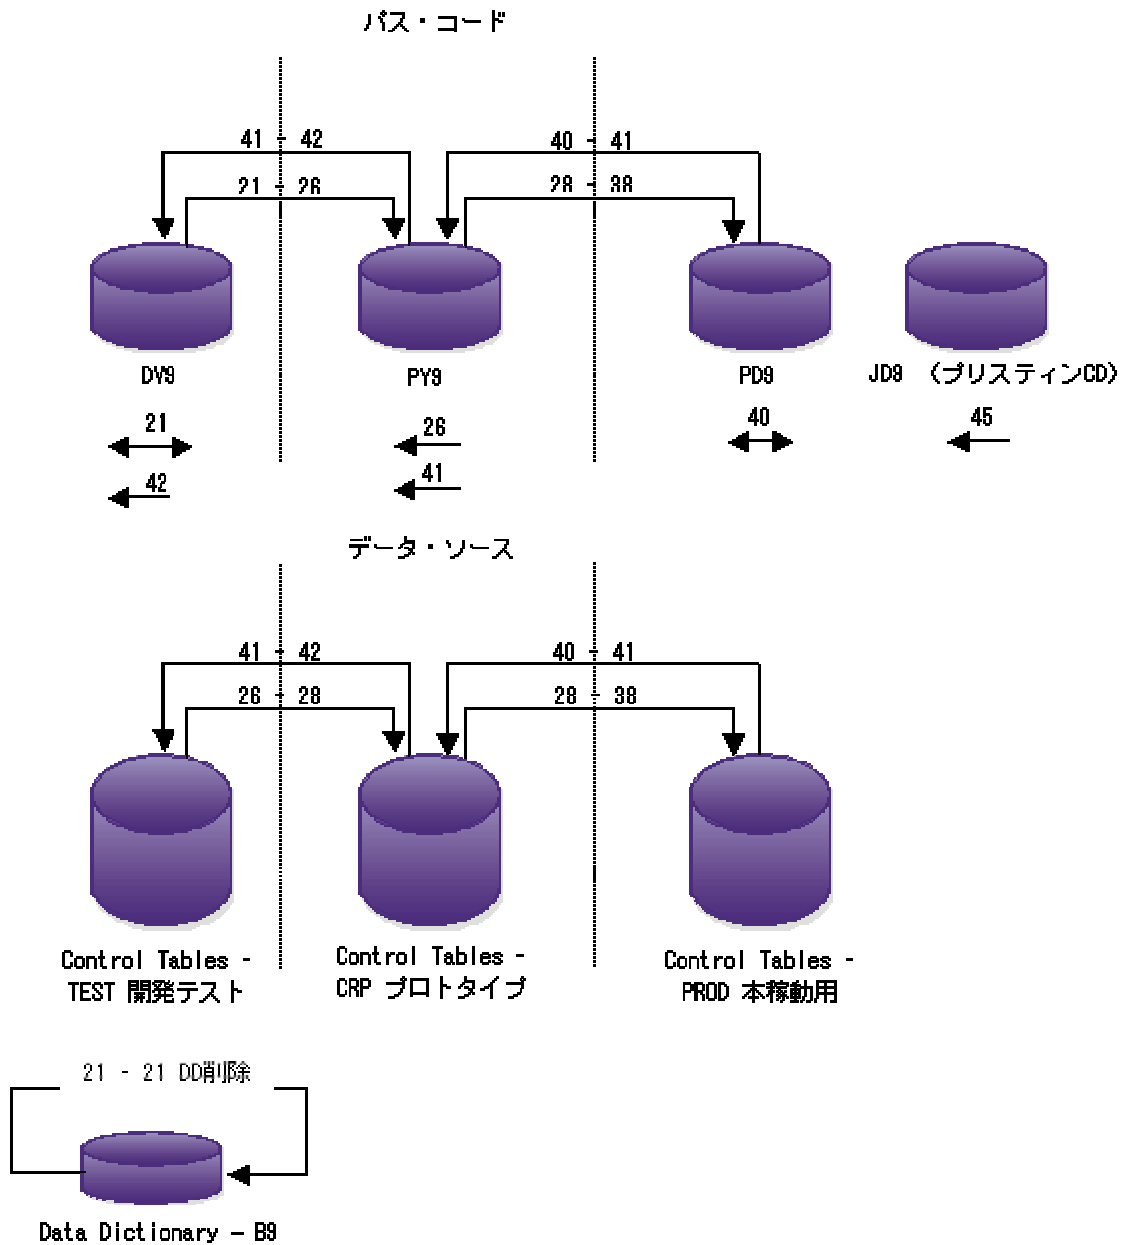 パス・コード
41 - 42
40 - 41
21 - 26
28 - 38
DV9
PY9
PD9
JD9 （プリスティンCD）
21
26
40
45
42
41
データ・ソース
41 - 42
40 - 41
26 - 28
28 - 38
Control Tables -
TEST 開発テスト
Control Tables -
CRP プロトタイプ
Control Tables -
PROD 本稼動用
21 - 21 DD削除
Data Dictionary – B9